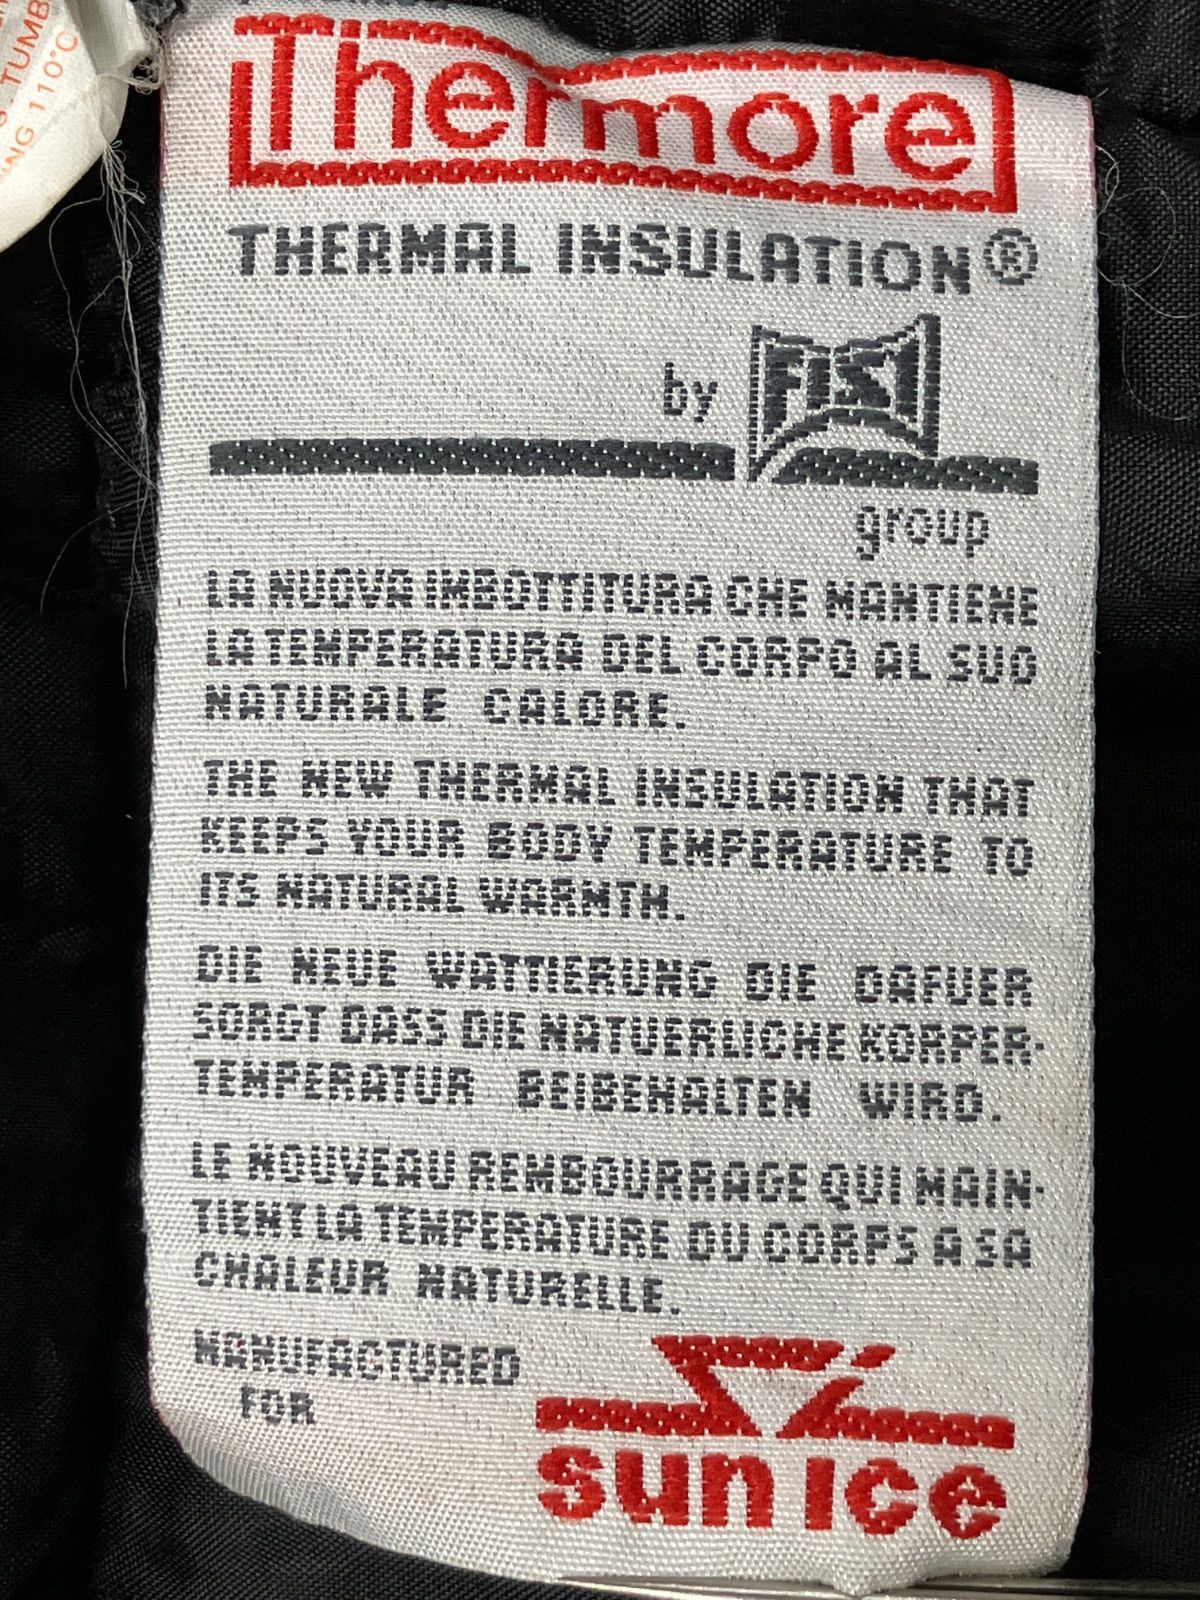 TUMB
ANG 110°C
Thermore
THERMAL INSULATION®
by FISI
group
LA NUOVA IMBOTTITURA CHE MANTIENE
LA TEMPERATURA DEL CORPO AL SUO
NATURALE CALORE.
THE NEW THERMAL INSULATION THAT
KEEPS YOUR BODY TEMPERATURE TO
ITS NATURAL WARMTH.
DIE NEUE WATTIERUNG DIE DAFUER
SORGT DASS DIE NATUERLICHE KORPER-
TEMPERATUR BEIBEHALTEN WIRD.
LE NOUVEAU REMBOURRAGE QUI MAIN-
TIENT LA TEMPERATURE DU CORPS A SA
CHALEUR NATURELLE.
MANUFACTURED
FOR
sun Ice